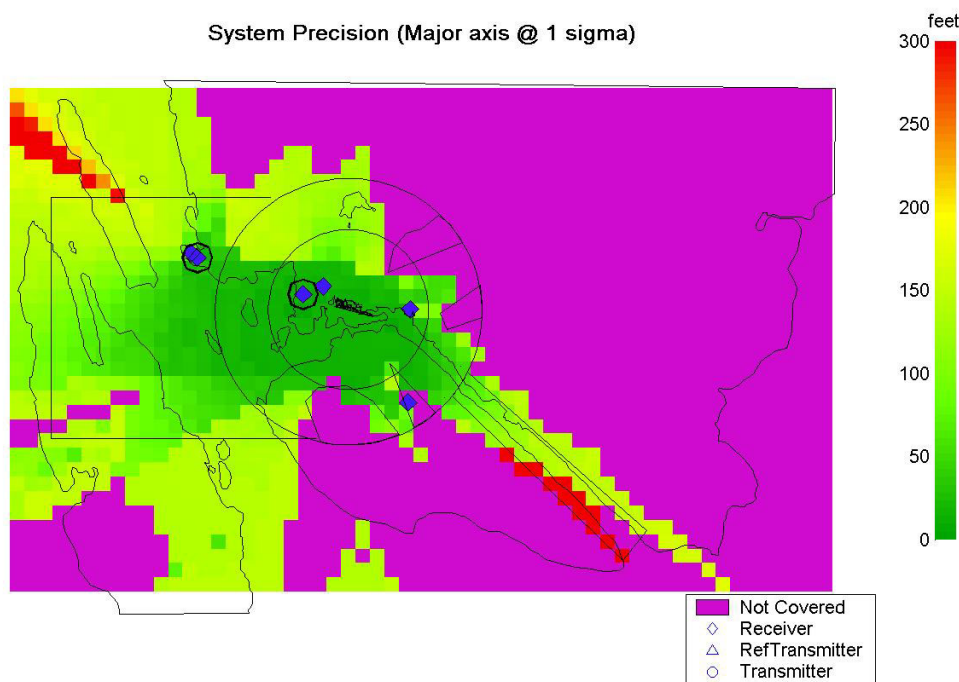 feet
System Precision (Major axis @ 1 sigma)
300
250
200
150
100
50
0
Not Covered
Receiver
RefTransmitter
Transmitter